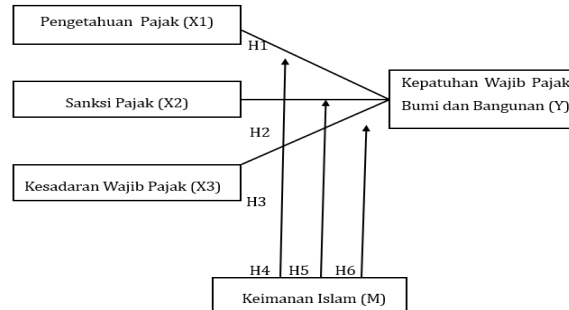 Pengetahuan Pajak (X1)
H1
Kepatuhan Wajib Pajak
Bumi dan Bangunan (Y)
Sanksi Pajak (X2)
H2
Kesadaran Wajib Pajak (X3)
H3
H4 H5 H6
Keimanan Islam (M)